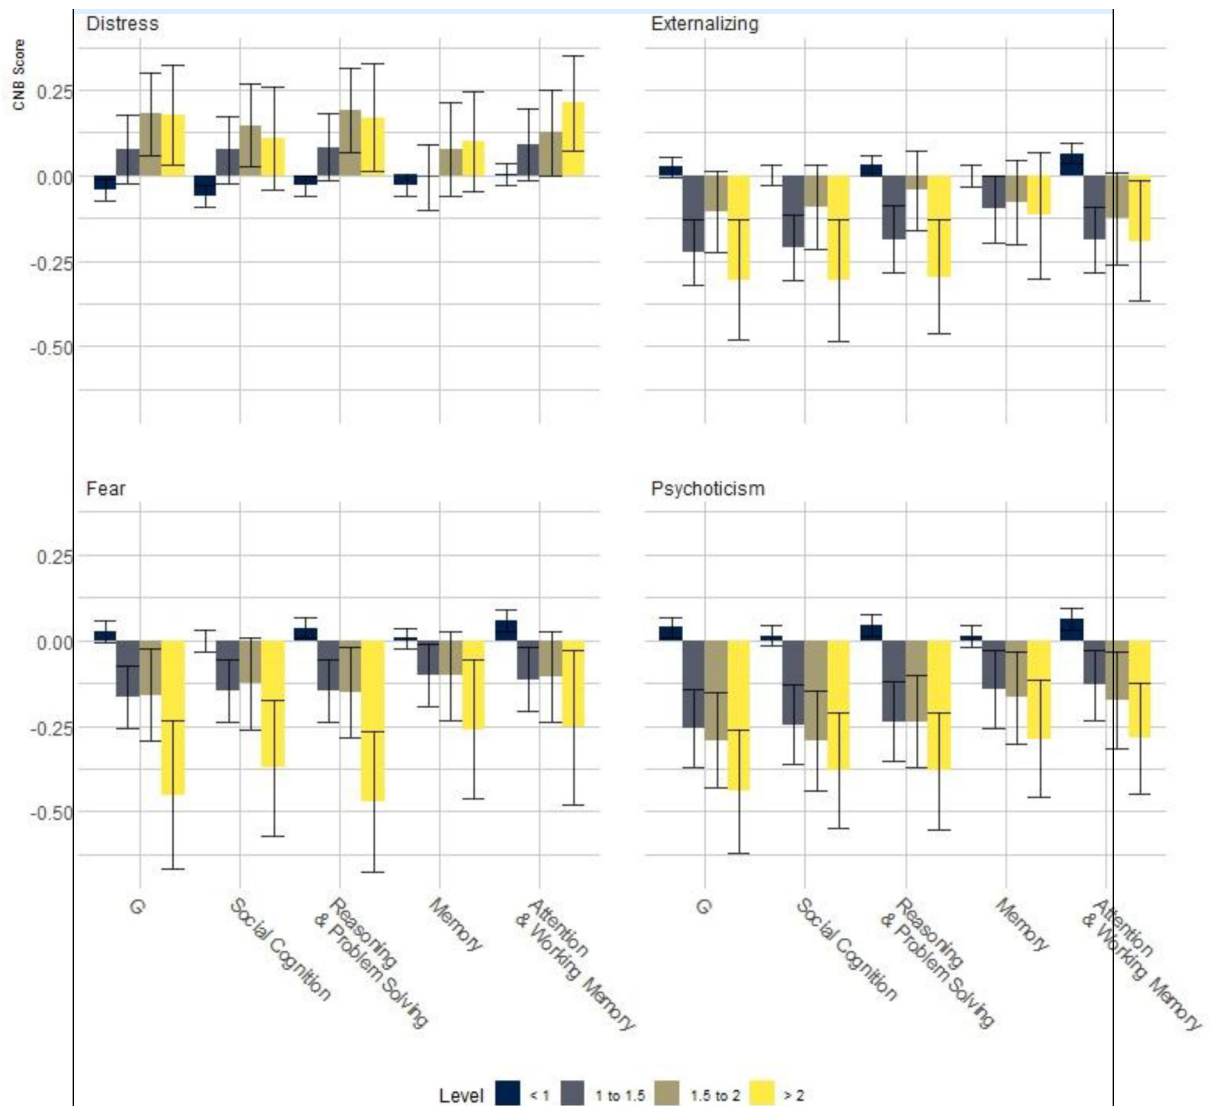 Distress
Externalizing
CNB Score
0.25
0.00
-0.25
-0.50
Fear
Psychoticism
0.25
0.00
-0.25
-0.50
G
Social Cognition
Reasoning
& Problem Solving
Memory
Attention
& Working Memory
G
Social Cognition
Reasoning
& Problem Solving
Memory
Attention
& Working Memory
Level < 1 1 to 1.5 1.5 to 2 > 2